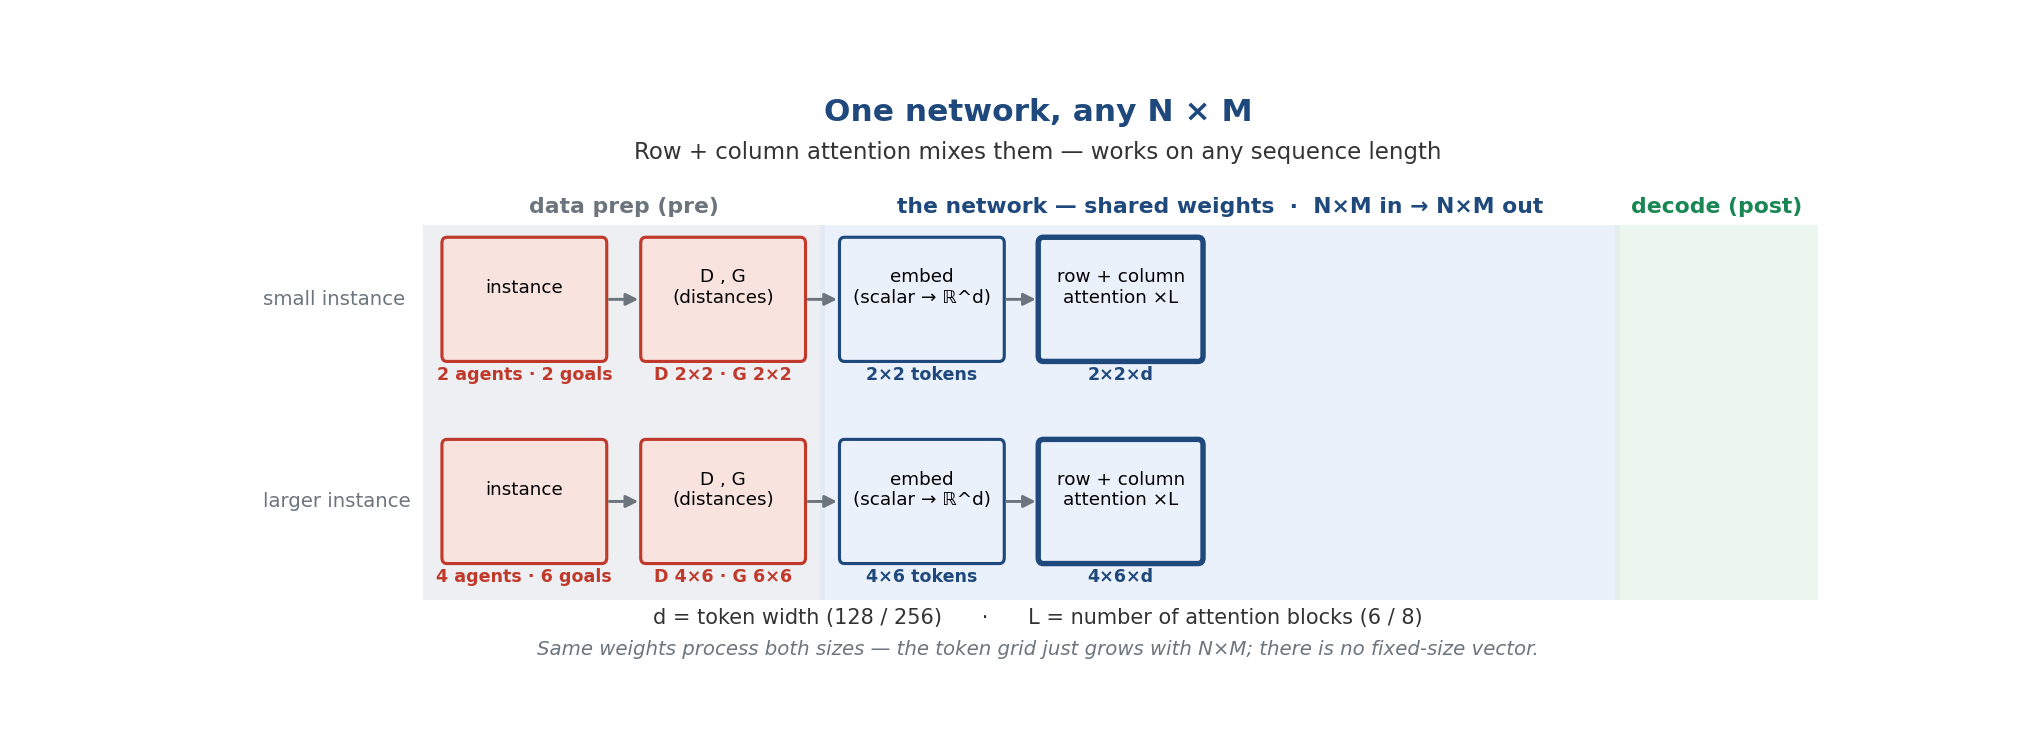 One network, any N × M
Row + column attention mixes them — works on any sequence length
data prep (pre)
the network — shared weights · N×M in → N×M out
decode (post)
small instance
instance
D , G
(distances)
embed
(scalar → ℝ^d)
row + column
attention ×L
2 agents · 2 goals
D 2×2 · G 2×2
2×2 tokens
2×2×d
larger instance
instance
D , G
(distances)
embed
(scalar → ℝ^d)
row + column
attention ×L
4 agents · 6 goals
D 4×6 · G 6×6
4×6 tokens
4×6×d
d = token width (128 / 256) · L = number of attention blocks (6 / 8)
Same weights process both sizes — the token grid just grows with N×M; there is no fixed-size vector.